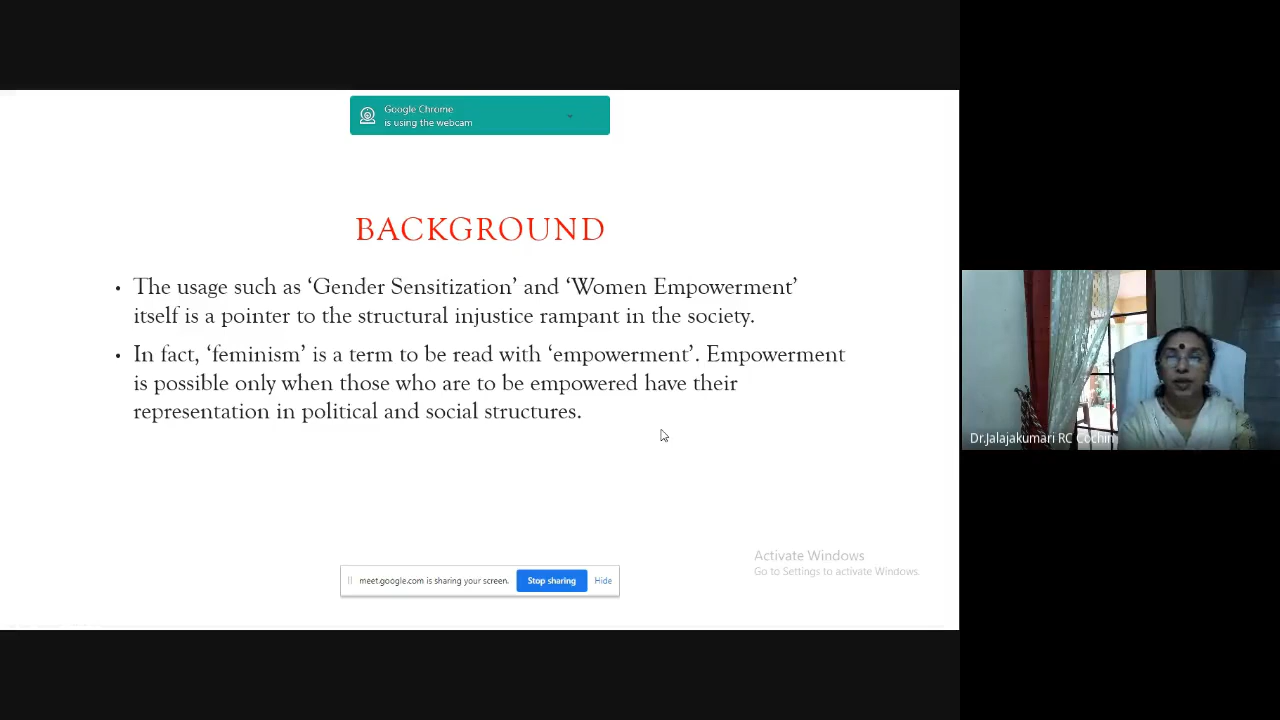 Google Chrome
is using the webcam
BACKGROUND
• The usage such as ‘Gender Sensitization’ and ‘Women Empowerment’
itself is a pointer to the structural injustice rampant in the society.
• In fact, ‘feminism’ is a term to be read with ‘empowerment’. Empowerment
is possible only when those who are to be empowered have their
representation in political and social structures.
Dr.Jalajakumari RC Cochin
Activate Windows
Go to Settings to activate Windows.
meet.google.com is sharing your screen. Stop sharing Hide